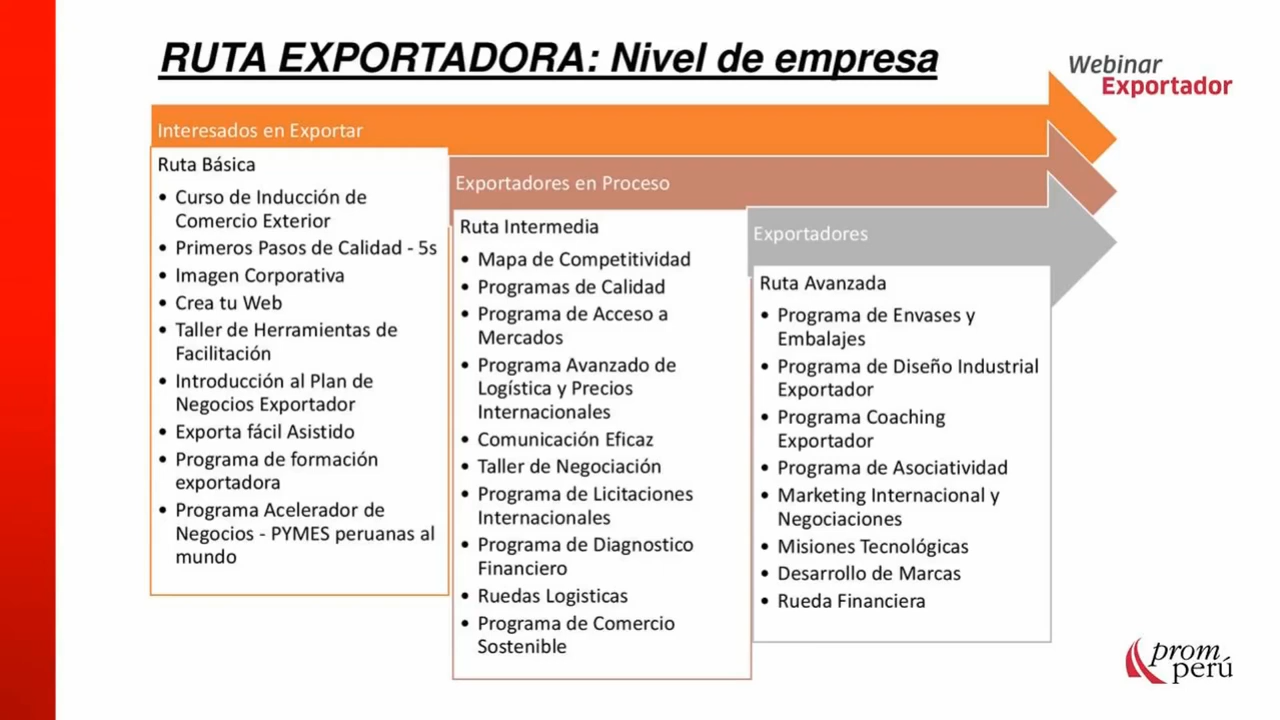 RUTA EXPORTADORA: Nivel de empresa
Webinar
Exportador
Interesados en Exportar
Ruta Básica
• Curso de Inducción de
Comercio Exterior
• Primeros Pasos de Calidad - 5s
• Imagen Corporativa
• Crea tu Web
• Taller de Herramientas de
Facilitación
• Introducción al Plan de
Negocios Exportador
• Exporta fácil Asistido
• Programa de formación
exportadora
• Programa Acelerador de
Negocios - PYMES peruanas al
mundo
Exportadores en Proceso
Ruta Intermedia
• Mapa de Competitividad
• Programas de Calidad
• Programa de Acceso a
Mercados
• Programa Avanzado de
Logística y Precios
Internacionales
• Comunicación Eficaz
• Taller de Negociación
• Programa de Licitaciones
Internacionales
• Programa de Diagnostico
Financiero
• Ruedas Logisticas
• Programa de Comercio
Sostenible
Exportadores
Ruta Avanzada
• Programa de Envases y
Embalajes
• Programa de Diseño Industrial
Exportador
• Programa Coaching
Exportador
• Programa de Asociatividad
• Marketing Internacional y
Negociaciones
• Misiones Tecnológicas
• Desarrollo de Marcas
• Rueda Financiera
prom
perú